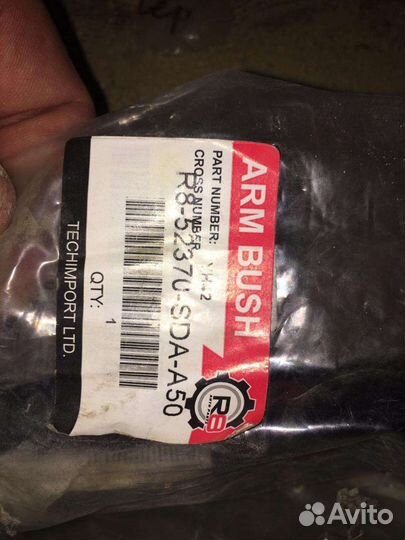 ARM BUSH
PART NUMBER:
CROSS NUMBER
R8-52370-SDA-A50
QTY: 1
TECHIMPORT LTD.
R8
Avito